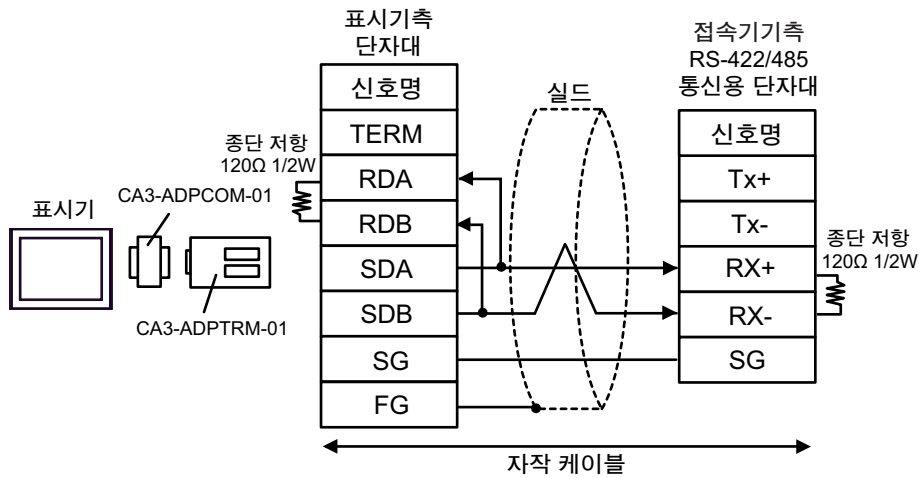 표시기측
단자대
신호명
TERM
RDA
RDB
SDA
SDB
SG
FG
종단 저항
120Ω 1/2W
표시기
CA3-ADPCOM-01
CA3-ADPTRM-01
실드
접속기기측
RS-422/485
통신용 단자대
신호명
Tx+
Tx-
RX+
RX-
SG
종단 저항
120Ω 1/2W
자작 케이블